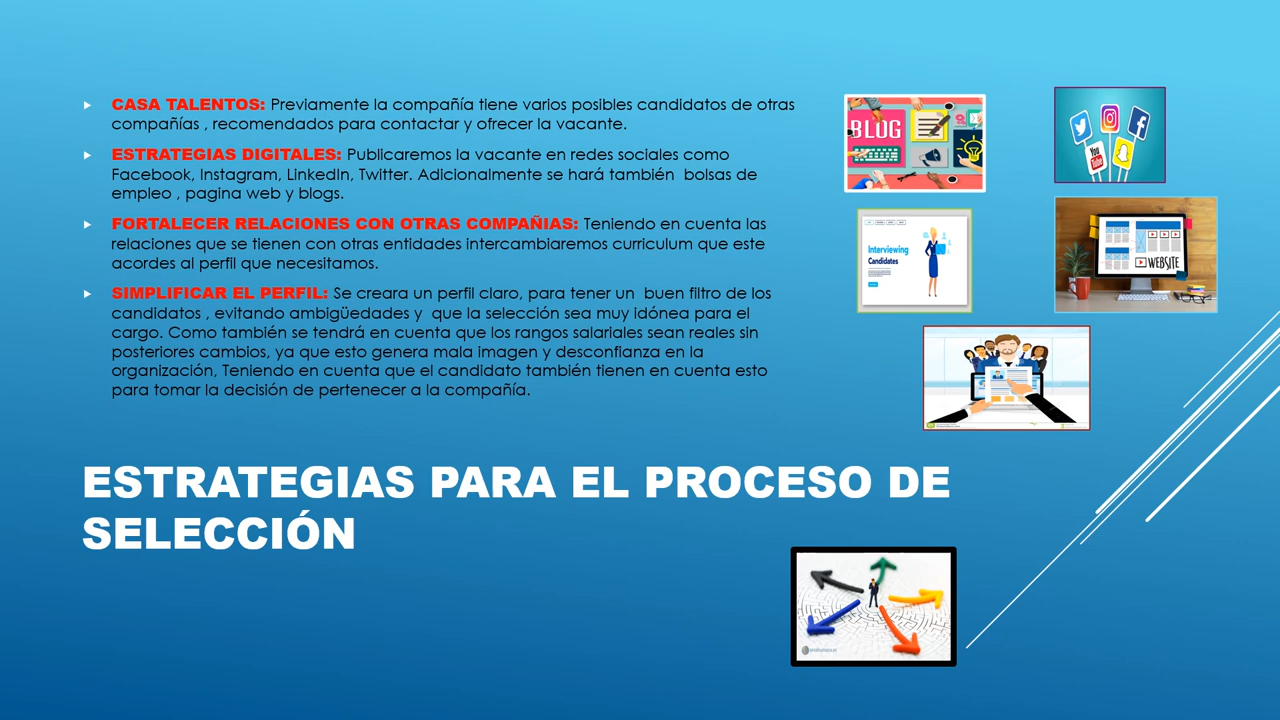 CASA TALENTOS: Previamente la compañía tiene varios posibles candidatos de otras
compañías , recomendados para contactar y ofrecer la vacante.
ESTRATEGIAS DIGITALES: Publicaremos la vacante en redes sociales como
Facebook, Instagram, LinkedIn, Twitter. Adicionalmente se hará también  bolsas de
empleo , pagina web y blogs.
FORTALECER RELACIONES CON OTRAS COMPAÑIAS: Teniendo en cuenta las
relaciones que se tienen con otras entidades intercambiaremos curriculum que este
acordes al perfil que necesitamos.
SIMPLIFICAR EL PERFIL: Se creara un perfil claro, para tener un  buen filtro de los
candidatos , evitando ambigüedades y  que la selección sea muy idónea para el
cargo. Como también se tendrá en cuenta que los rangos salariales sean reales sin
posteriores cambios, ya que esto genera mala imagen y desconfianza en la
organización, Teniendo en cuenta que el candidato también tienen en cuenta esto
para tomar la decisión de pertenecer a la compañía.
BLOG
You
Tube
Interviewing
Candidates
WEBSITE
ESTRATEGIAS PARA EL PROCESO DE
SELECCIÓN